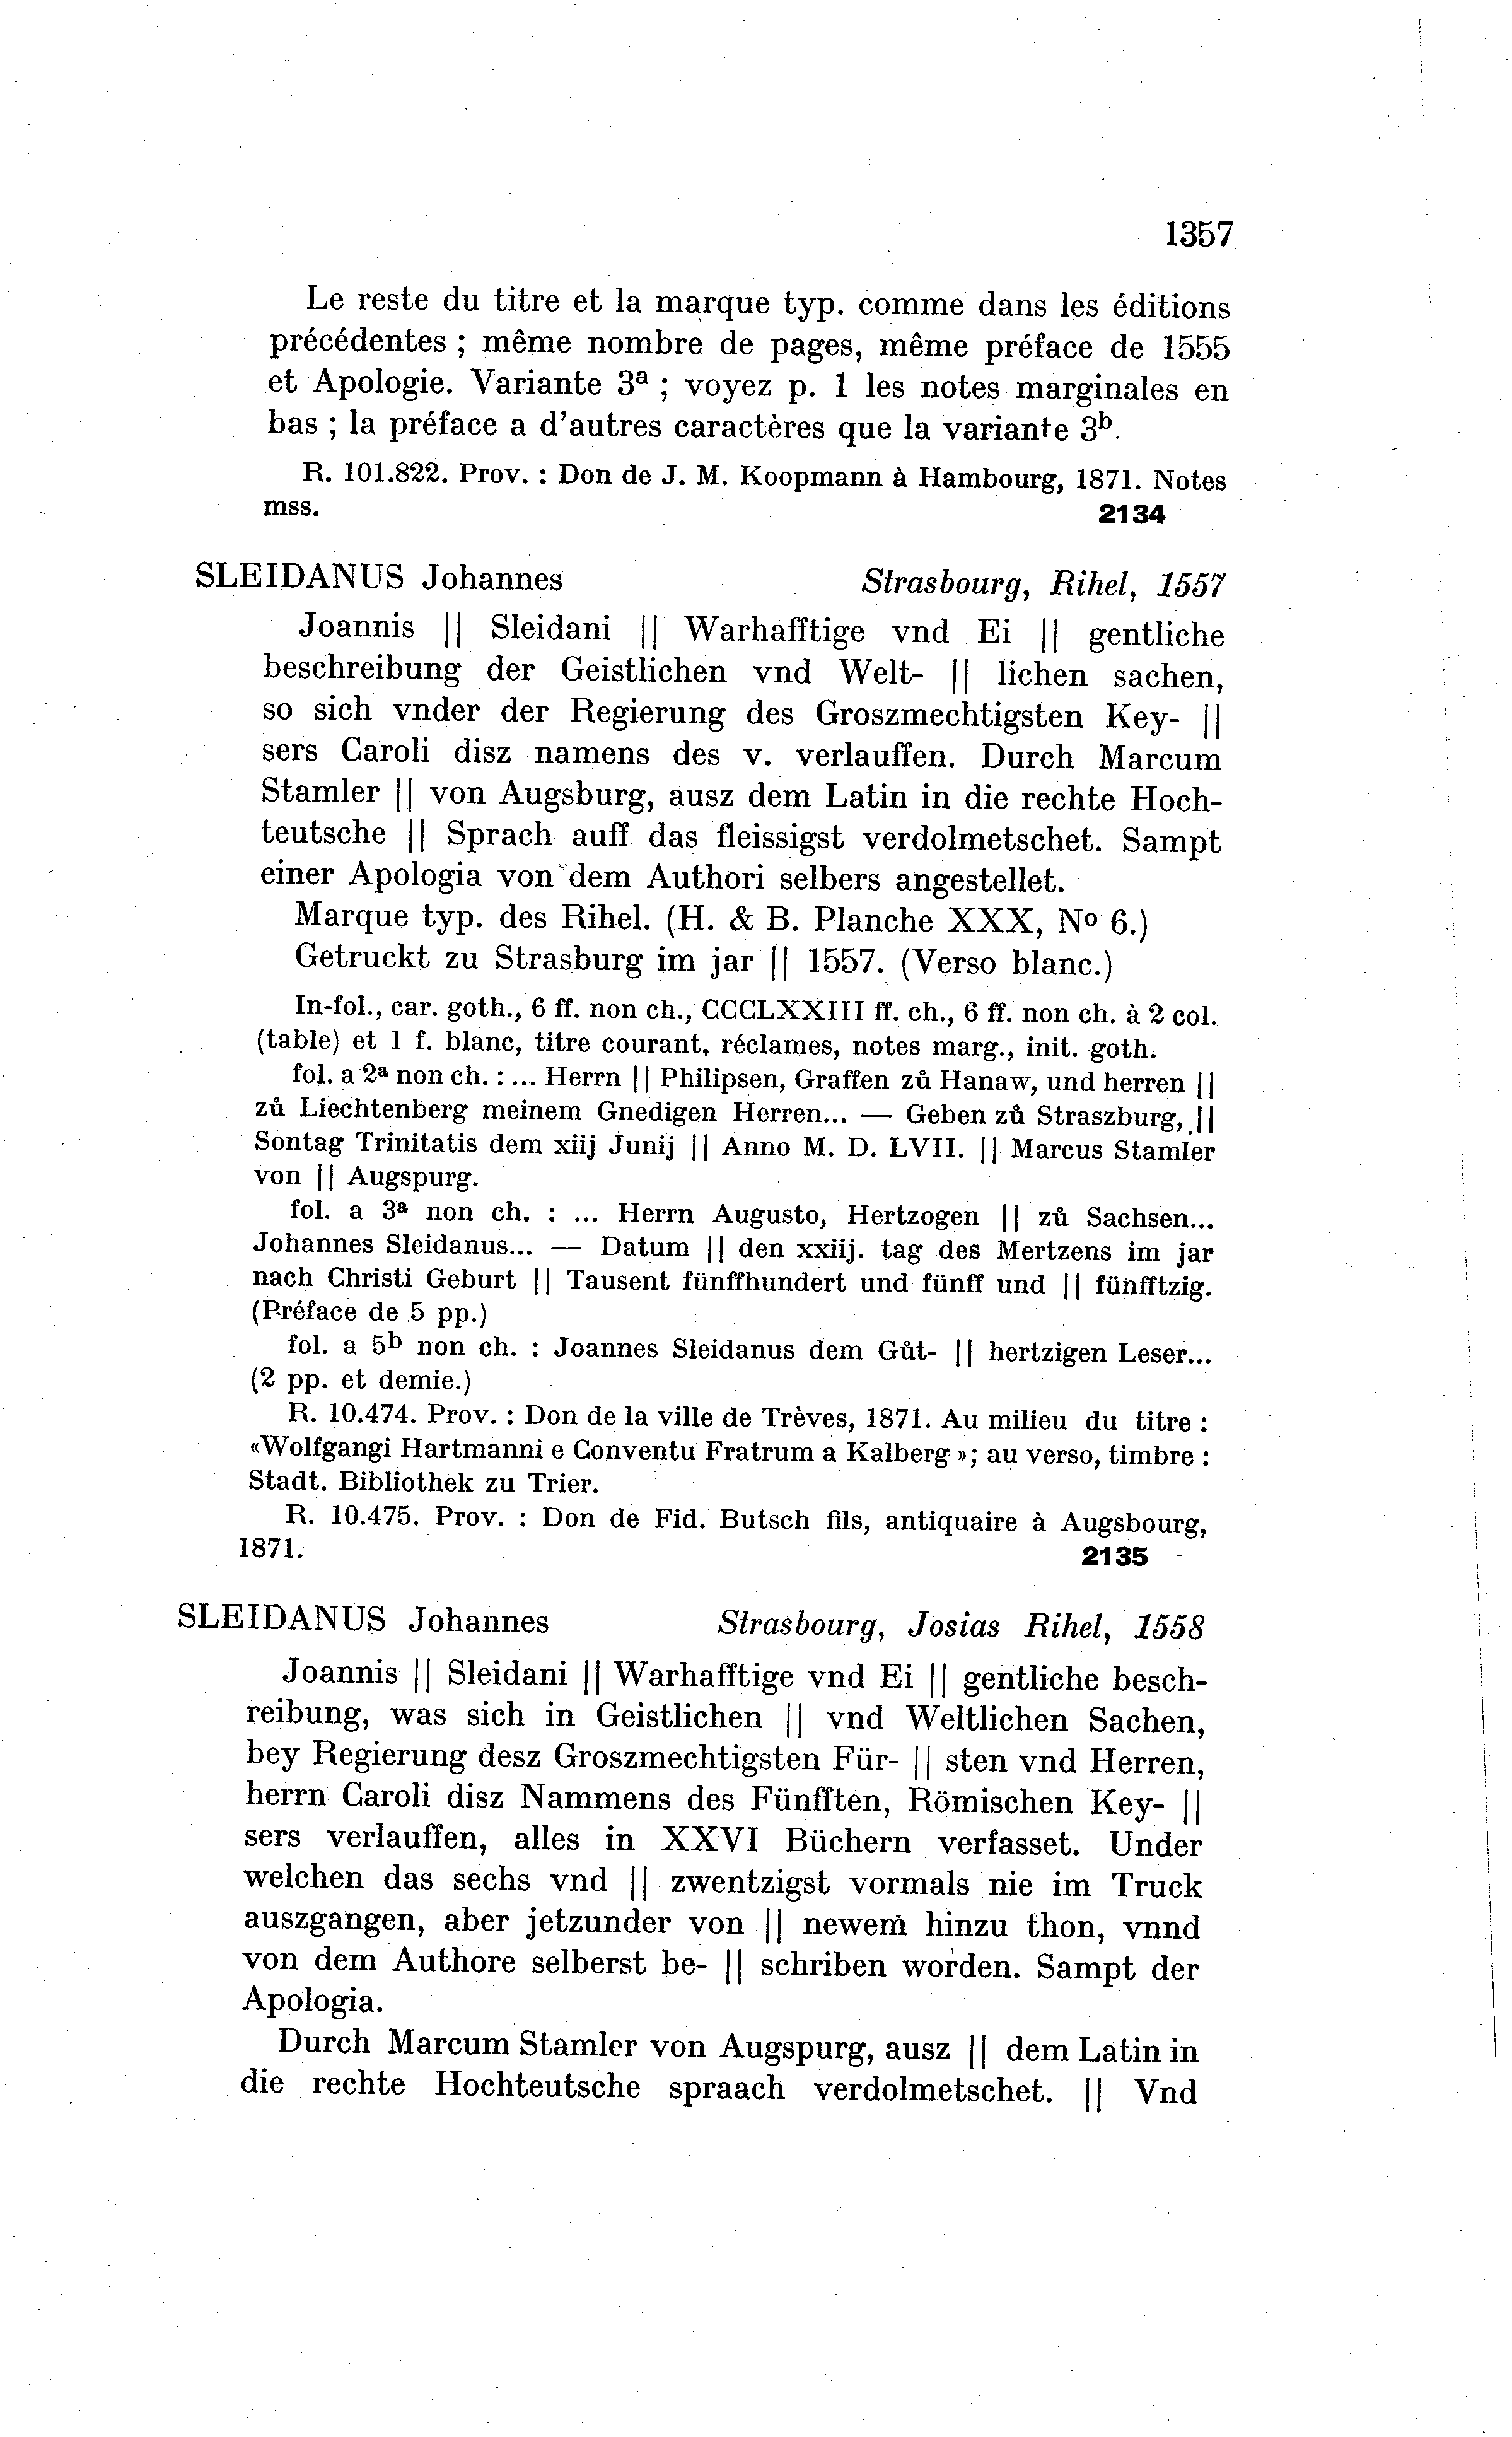 1357
Le reste du titre et la marque typ. comme dans les éditions
précédentes ; même nombre de pages, même préface de 1555
et Apologie. Variante 3ª ; voyez p. 1 les notes marginales en
bas ; la préface a d'autres caractères que la variante 3ᵇ.
R. 101.822. Prov. : Don de J. M. Koopmann à Hambourg, 1871. Notes
mss. 2134
SLEIDANUS Johannes Strasbourg, Rihel, 1557
Joannis || Sleidani || Warhafftige vnd Ei || gentliche
beschreibung der Geistlichen vnd Welt- || lichen sachen,
so sich vnder der Regierung des Groszmechtigsten Key- ||
sers Caroli disz namens des v. verlauffen. Durch Marcum
Stamler || von Augsburg, ausz dem Latin in die rechte Hoch-
teutsche || Sprach auff das fleissigst verdolmetschet. Sampt
einer Apologia von dem Authori selbers angestellet.
Marque typ. des Rihel. (H. & B. Planche XXX, Nº 6.)
Getruckt zu Strasburg im jar || 1557. (Verso blanc.)
In-fol., car. goth., 6 ff. non ch., CCCLXXIII ff. ch., 6 ff. non ch. à 2 col.
(table) et 1 f. blanc, titre courant, réclames, notes marg., init. goth.
fol. a 2ª non ch. : ... Herrn || Philipsen, Graffen zů Hanaw, und herren ||
zů Liechtenberg meinem Gnedigen Herren... — Geben zů Straszburg, ||
Sontag Trinitatis dem xiij Junij || Anno M. D. LVII. || Marcus Stamler
von || Augspurg.
fol. a 3ª non ch. : ... Herrn Augusto, Hertzogen || zů Sachsen...
Johannes Sleidanus... — Datum || den xxiij. tag des Mertzens im jar
nach Christi Geburt || Tausent fünffhundert und fünff und || fünfftzig.
(Préface de 5 pp.)
fol. a 5ᵇ non ch. : Joannes Sleidanus dem Gůt- || hertzigen Leser...
(2 pp. et demie.)
R. 10.474. Prov. : Don de la ville de Trèves, 1871. Au milieu du titre :
«Wolfgangi Hartmanni e Conventu Fratrum a Kalberg »; au verso, timbre :
Stadt. Bibliothek zu Trier.
R. 10.475. Prov. : Don de Fid. Butsch fils, antiquaire à Augsbourg,
1871. 2135
SLEIDANUS Johannes Strasbourg, Josias Rihel, 1558
Joannis || Sleidani || Warhafftige vnd Ei || gentliche besch-
reibung, was sich in Geistlichen || vnd Weltlichen Sachen,
bey Regierung desz Groszmechtigsten Für- || sten vnd Herren,
herrn Caroli disz Nammens des Fünfften, Römischen Key- ||
sers verlauffen, alles in XXVI Büchern verfasset. Under
welchen das sechs vnd || zwentzigst vormals nie im Truck
auszgangen, aber jetzunder von || newem hinzu thon, vnnd
von dem Authore selberst be- || schriben worden. Sampt der
Apologia.
Durch Marcum Stamler von Augspurg, ausz || dem Latin in
die rechte Hochteutsche spraach verdolmetschet. || Vnd